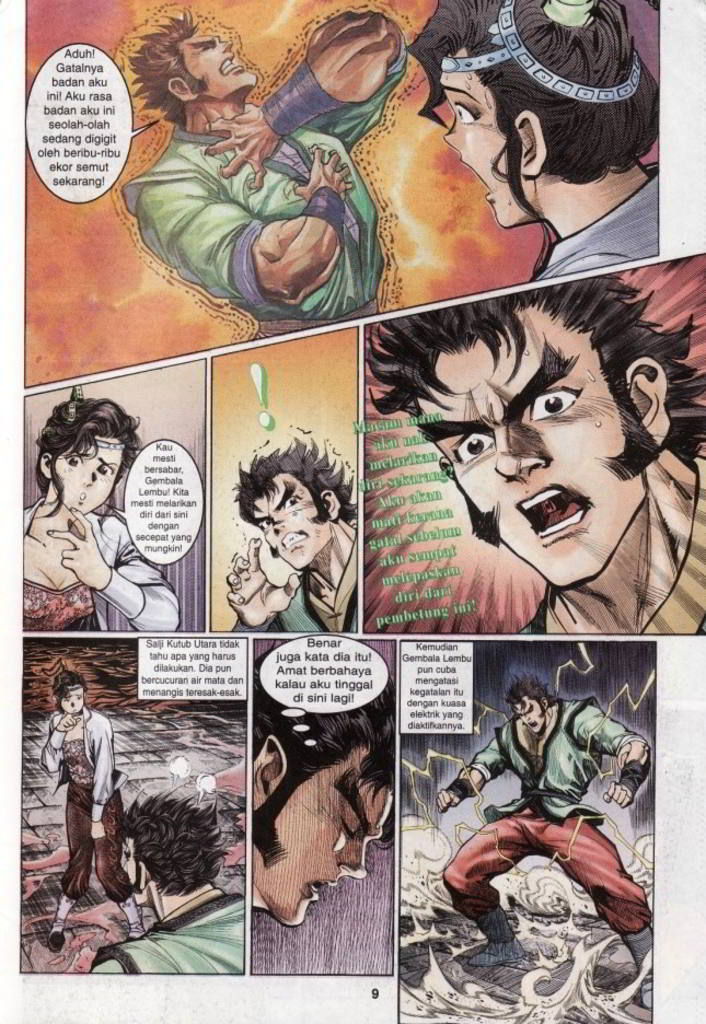 Aduh!
Gatalnya
badan aku
ini! Aku rasa
badan aku ini
seolah-olah
sedang digigit
oleh beribu-ribu
ekor semut
sekarang!
Kau
mesti
bersabar,
Gembala
Lembu! Kita
mesti melarikan
diri dari sini
dengan
secepat yang
mungkin!
!
Macam mana
aku nak
melarikan
diri sekarang?
Aku akan
mati kerana
gatal sebelum
aku sempat
melepaskan
diri dari
pembetung ini!
Salji Kutub Utara tidak
tahu apa yang harus
dilakukan. Dia pun
bercucuran air mata dan
menangis teresak-esak.
Benar
juga kata dia itu!
Amat berbahaya
kalau aku tinggal
di sini lagi!
Kemudian
Gembala Lembu
pun cuba
mengatasi
kegatalan itu
dengan kuasa
elektrik yang
diaktifkannya.
9